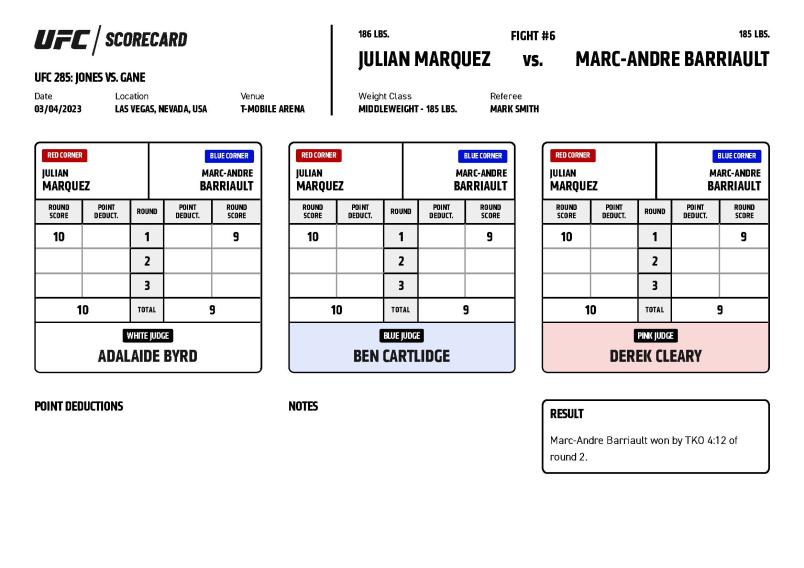 UFC / SCORECARD
UFC 285: JONES VS. GANE
Date Location Venue
03/04/2023 LAS VEGAS, NEVADA, USA T-MOBILE ARENA
186 LBS. FIGHT #6 185 LBS.
JULIAN MARQUEZ VS. MARC-ANDRE BARRIAULT
Weight Class Referee
MIDDLEWEIGHT - 185 LBS. MARK SMITH
RED CORNER BLUE CORNER
JULIAN MARC-ANDRE
MARQUEZ BARRIAULT
ROUND SCORE POINT DEDUCT. ROUND POINT DEDUCT. ROUND SCORE
10 1 9
2
3
10 TOTAL 9
WHITE JUDGE
ADALAIDE BYRD
RED CORNER BLUE CORNER
JULIAN MARC-ANDRE
MARQUEZ BARRIAULT
ROUND SCORE POINT DEDUCT. ROUND POINT DEDUCT. ROUND SCORE
10 1 9
2
3
10 TOTAL 9
BLUE JUDGE
BEN CARTLIDGE
RED CORNER BLUE CORNER
JULIAN MARC-ANDRE
MARQUEZ BARRIAULT
ROUND SCORE POINT DEDUCT. ROUND POINT DEDUCT. ROUND SCORE
10 1 9
2
3
10 TOTAL 9
PINK JUDGE
DEREK CLEARY
POINT DEDUCTIONS
NOTES
RESULT
Marc-Andre Barriault won by TKO 4:12 of
round 2.